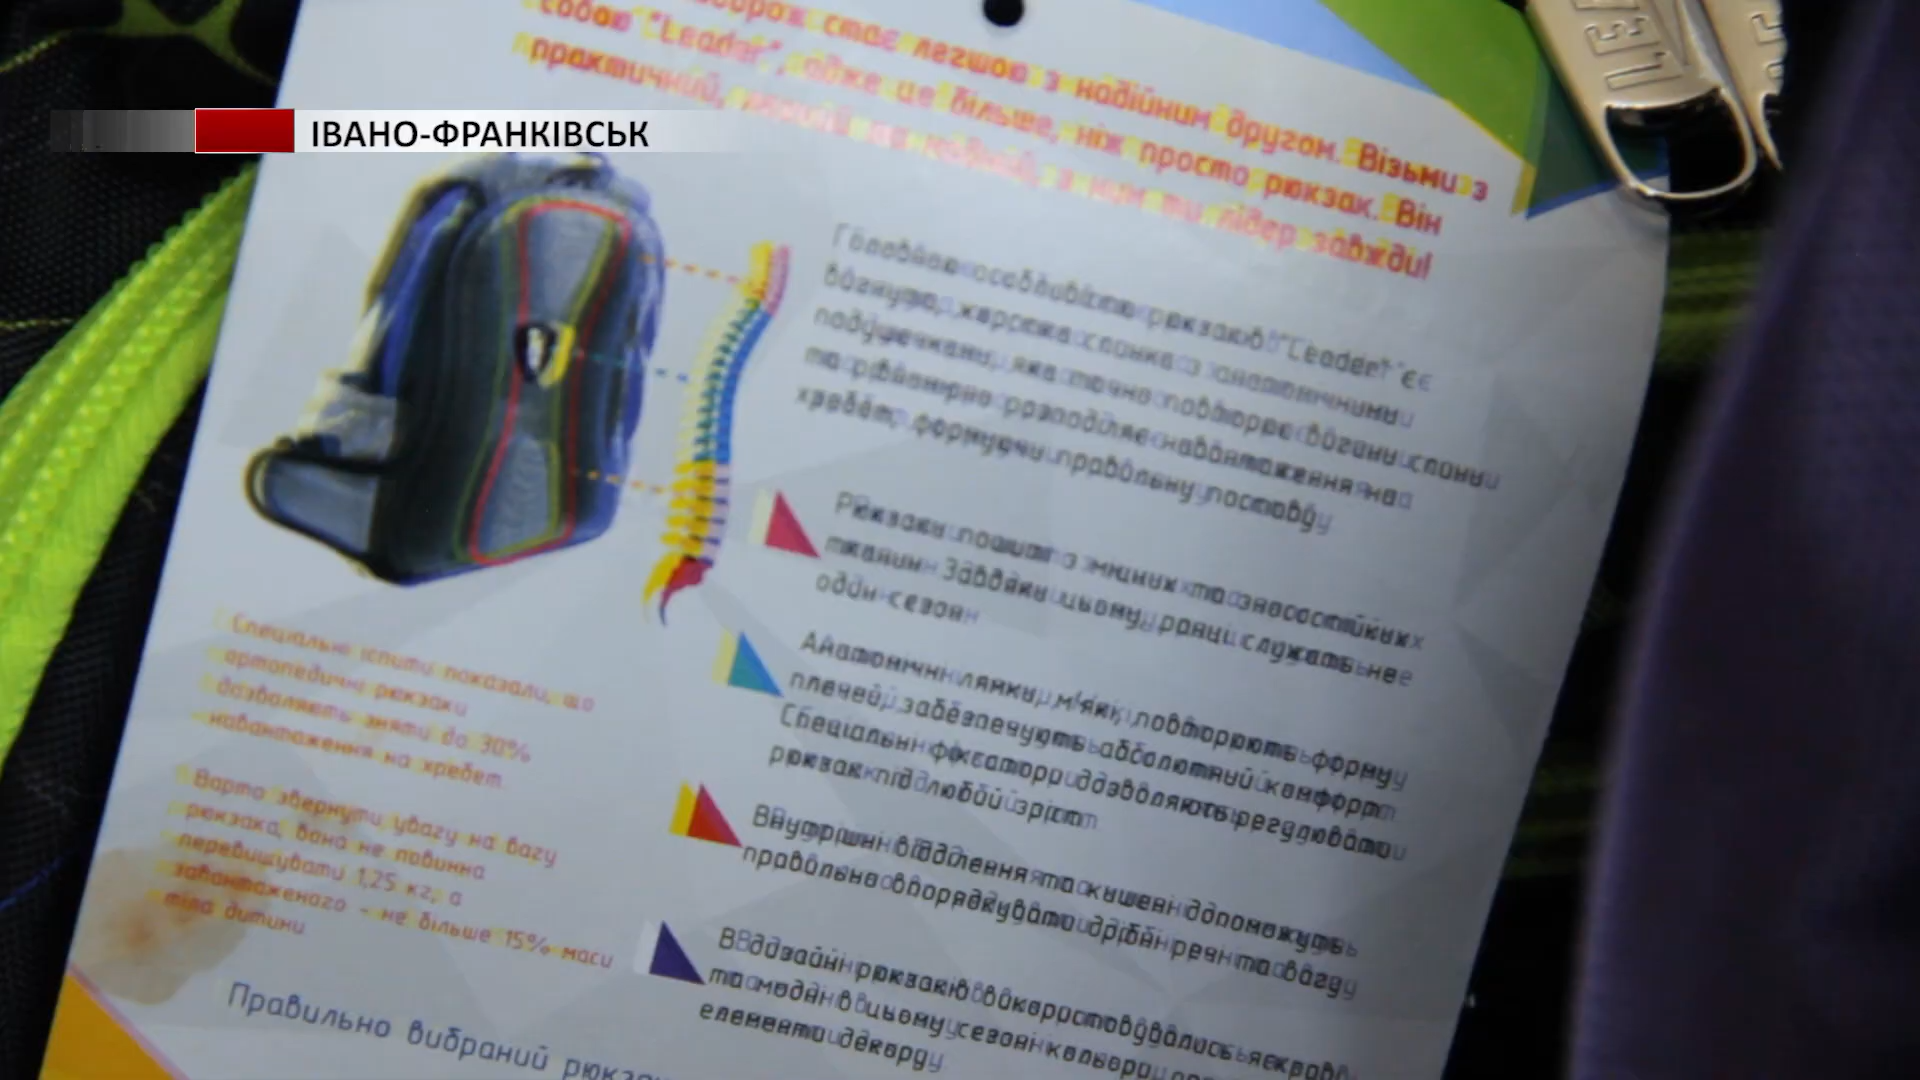 ІВАНО-ФРАНКІВСЬК
LEA
стає легшою з надійним другом. Візьми з
собою "Leader", адже це більше, ніж просто рюкзак. Він
практичний, з ним ти лідер завжди!
Головною особливістю рюкзаків "Leader" є
вигнута, жорстка спинка з анатомічними
подушечками, яка точно повторює вигини спини
та рівномірно розподіляє навантаження на
хребет, формуючи правильну поставу
Рюкзаки пошиті з міцних та зносостійких
тканин. Завдяки цьому, ранці служать не
один сезон
Анатомічні лямки, м'які, повторюють форму
плечей, забезпечують абсолютний комфорт.
Спеціальні фіксатори дозволяють регулювати
рюкзак під любий зріст
Внутрішні відділення та кишені допоможуть
правильно впорядкувати дрібні речі та вагу
В дизайні рюкзаків використовувались яскраві
та модні в цьому сезоні кольори,
елементи декору
Спеціальні іспити показали, що
ортопедичні рюкзаки
дозволяють зняти до 30%
навантаження на хребет
Варто звернути увагу на вагу
рюкзака, вона не повинна
перевищувати 1,25 кг, а
завантаженого - не більше 15% маси
тіла дитини
Правильно вибраний